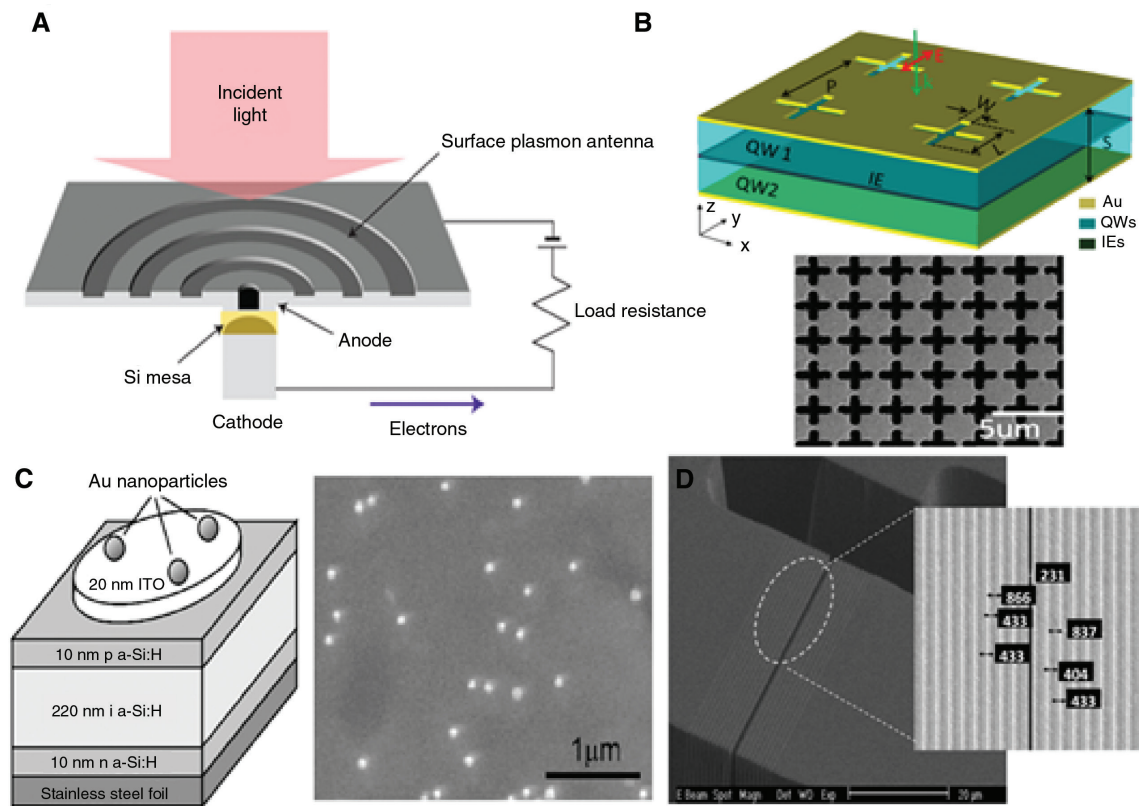 A
Incident
light
Surface plasmon antenna
Load resistance
Anode
Si mesa
Cathode
Electrons
B
E
P
W
L
S
QW 1
IE
QW2
z
y
x
Au
QWs
IEs
5um
C
Au nanoparticles
20 nm ITO
10 nm p a-Si:H
220 nm i a-Si:H
10 nm n a-Si:H
Stainless steel foil
1μm
D
231
866
433
837
433
404
433
E Beam Spot Magn Det WD Exp
20 μm